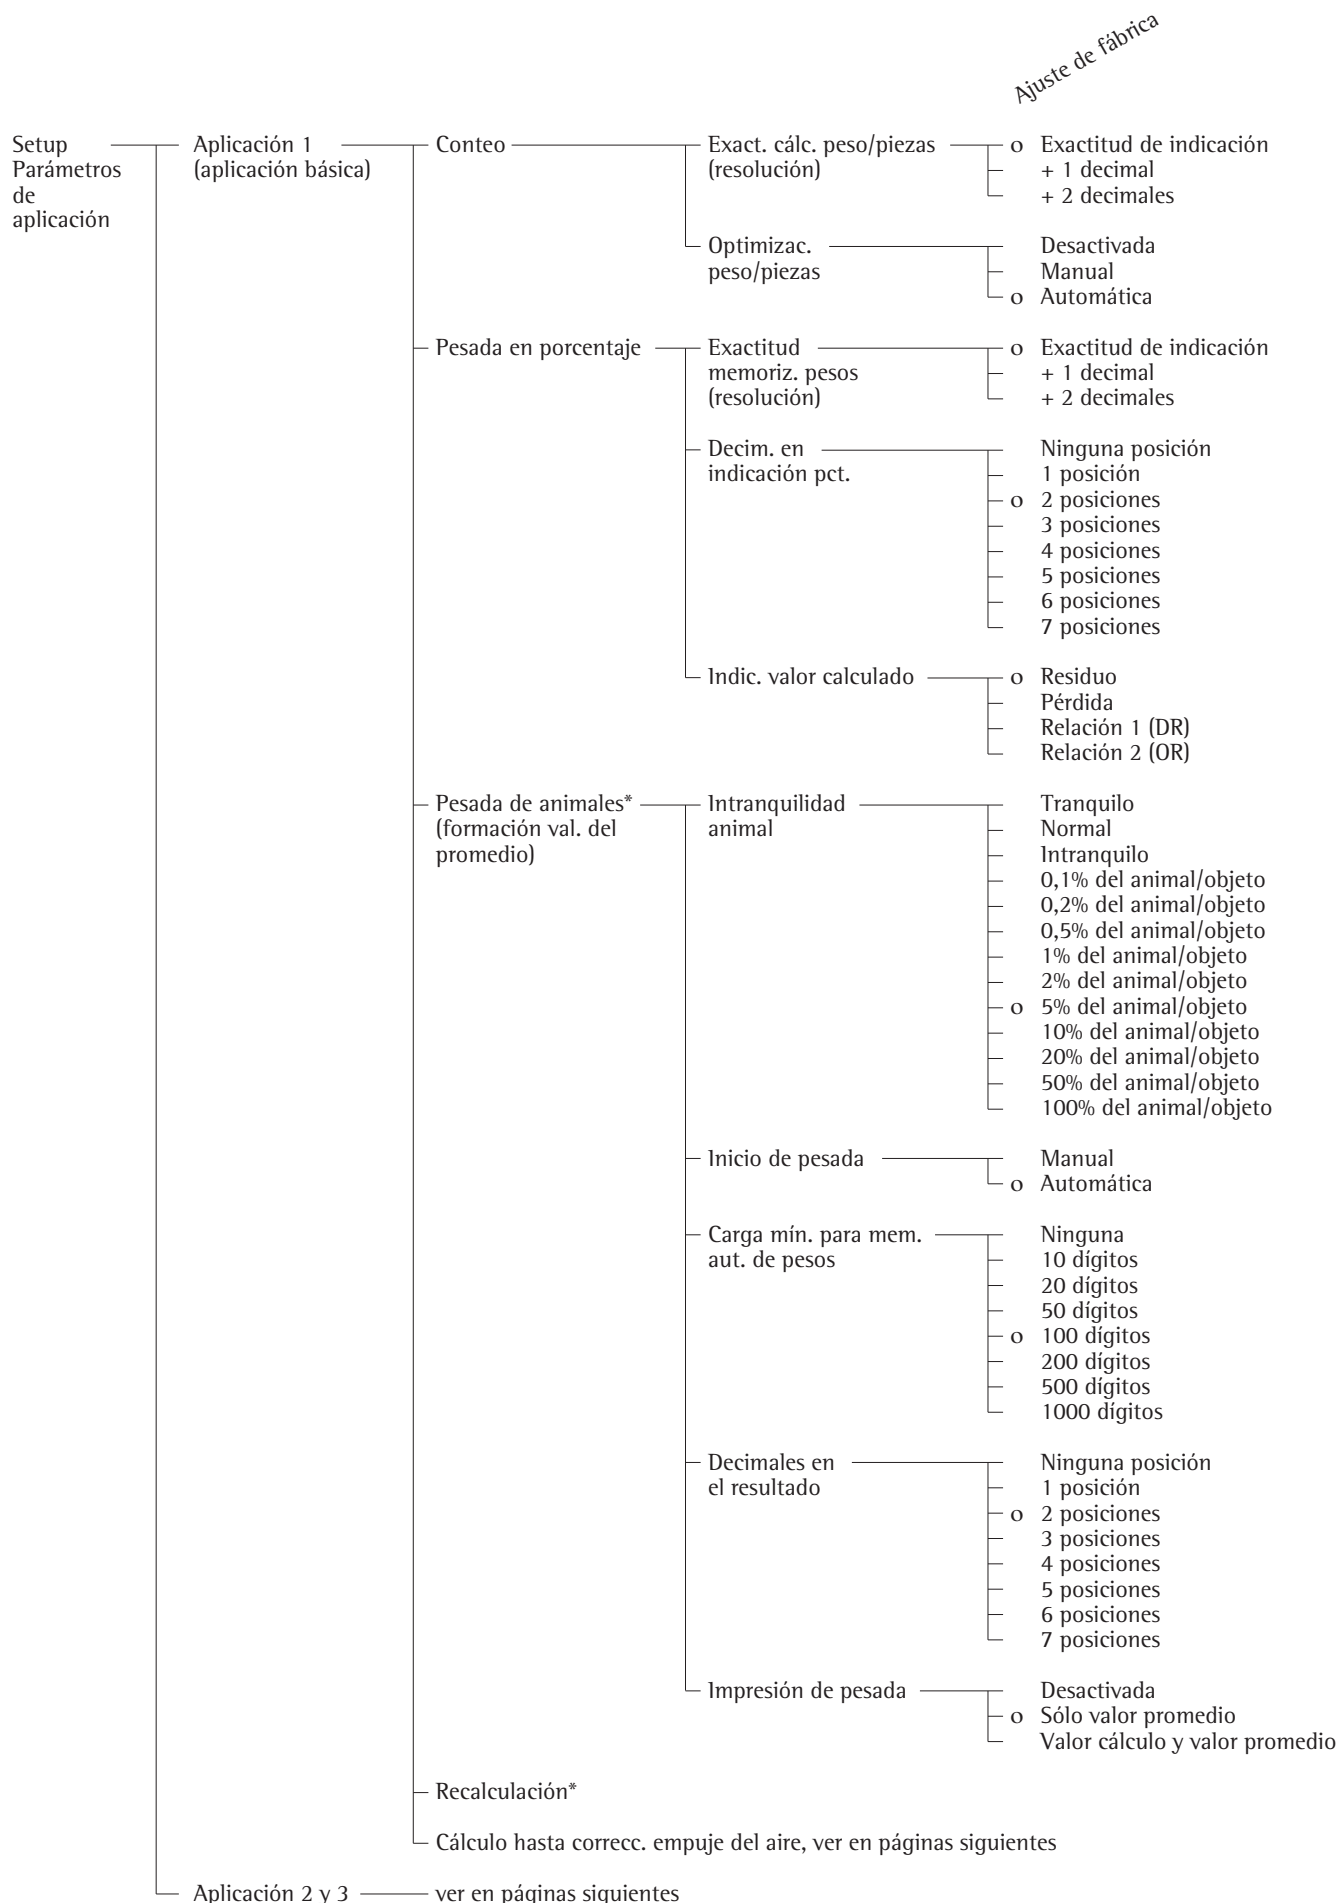 Ajuste de fábrica
Setup
Parámetros
de
aplicación
Aplicación 1
(aplicación básica)
Conteo
Exact. cálc. peso/piezas
(resolución)
o Exactitud de indicación
+ 1 decimal
+ 2 decimales
Optimizac.
peso/piezas
Desactivada
Manual
o Automática
Pesada en porcentaje
Exactitud
memoriz. pesos
(resolución)
o Exactitud de indicación
+ 1 decimal
+ 2 decimales
Decim. en
indicación pct.
Ninguna posición
1 posición
o 2 posiciones
3 posiciones
4 posiciones
5 posiciones
6 posiciones
7 posiciones
Indic. valor calculado
o Residuo
Pérdida
Relación 1 (DR)
Relación 2 (OR)
Pesada de animales*
(formación val. del
promedio)
Intranquilidad
animal
Tranquilo
Normal
Intranquilo
0,1% del animal/objeto
0,2% del animal/objeto
0,5% del animal/objeto
1% del animal/objeto
2% del animal/objeto
o 5% del animal/objeto
10% del animal/objeto
20% del animal/objeto
50% del animal/objeto
100% del animal/objeto
Inicio de pesada
Manual
o Automática
Carga mín. para mem.
aut. de pesos
Ninguna
10 dígitos
20 dígitos
50 dígitos
o 100 dígitos
200 dígitos
500 dígitos
1000 dígitos
Decimales en
el resultado
Ninguna posición
1 posición
o 2 posiciones
3 posiciones
4 posiciones
5 posiciones
6 posiciones
7 posiciones
Impresión de pesada
Desactivada
o Sólo valor promedio
Valor cálculo y valor promedio
Recalculación*
Cálculo hasta correcc. empuje del aire, ver en páginas siguientes
Aplicación 2 y 3
ver en páginas siguientes